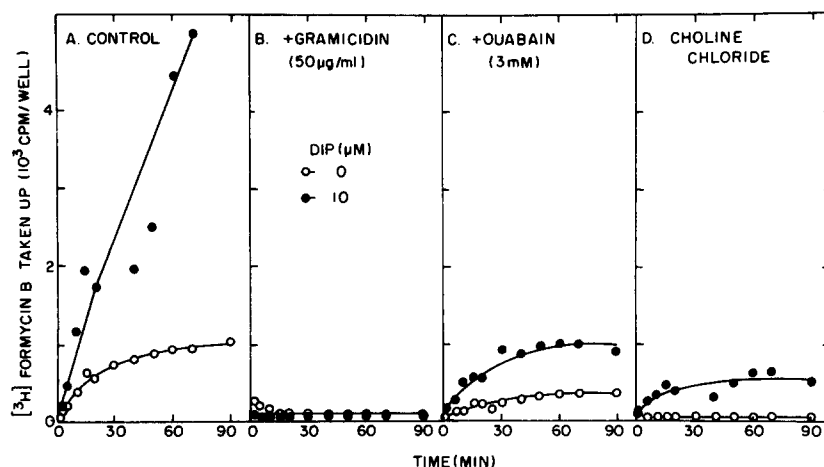 [³H] FORMYCIN B TAKEN UP (10³ CPM/WELL)
4
2
0
A. CONTROL
B. +GRAMICIDIN
(50µg/ml)
C. +OUABAIN
(3mM)
D. CHOLINE
CHLORIDE
DIP (µM)
0
10
0 30 60 90
0 30 60 90
0 30 60 90
0 30 60 90
TIME (MIN)